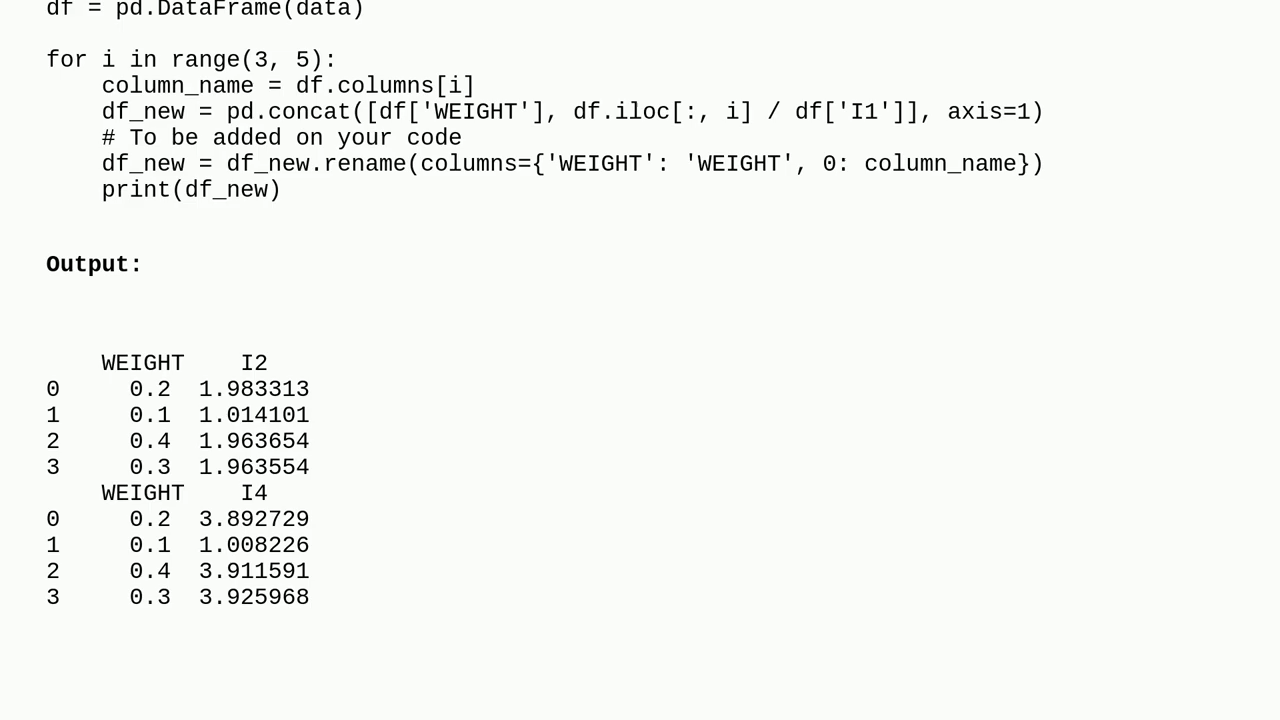 df = pd.DataFrame(data)
for i in range(3, 5):
    column_name = df.columns[i]
    df_new = pd.concat([df['WEIGHT'], df.iloc[:, i] / df['I1']], axis=1)
    # To be added on your code
    df_new = df_new.rename(columns={'WEIGHT': 'WEIGHT', 0: column_name})
    print(df_new)
Output:
    WEIGHT    I2
0     0.2  1.983313
1     0.1  1.014101
2     0.4  1.963654
3     0.3  1.963554
    WEIGHT    I4
0     0.2  3.892729
1     0.1  1.008226
2     0.4  3.911591
3     0.3  3.925968